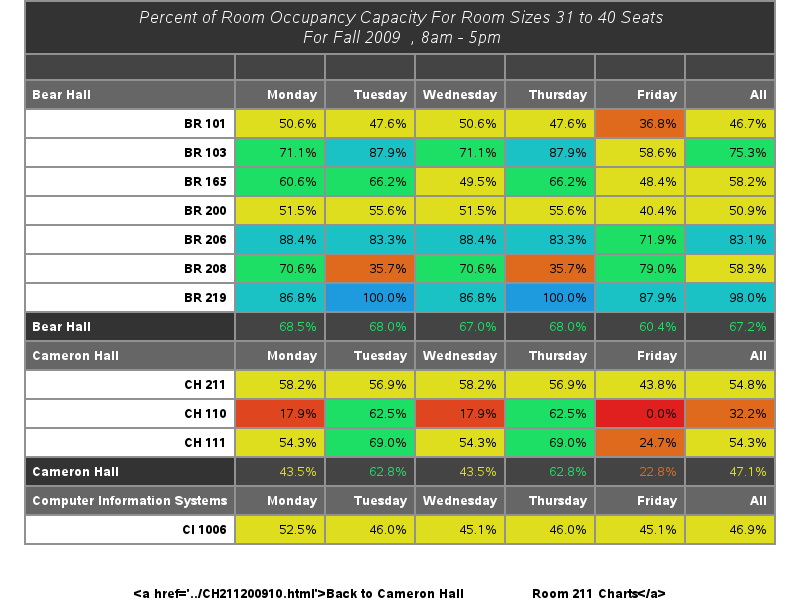 Percent of Room Occupancy Capacity For Room Sizes 31 to 40 Seats
For Fall 2009 , 8am - 5pm
Bear Hall Monday Tuesday Wednesday Thursday Friday All
BR 101 50.6% 47.6% 50.6% 47.6% 36.8% 46.7%
BR 103 71.1% 87.9% 71.1% 87.9% 58.6% 75.3%
BR 165 60.6% 66.2% 49.5% 66.2% 48.4% 58.2%
BR 200 51.5% 55.6% 51.5% 55.6% 40.4% 50.9%
BR 206 88.4% 83.3% 88.4% 83.3% 71.9% 83.1%
BR 208 70.6% 35.7% 70.6% 35.7% 79.0% 58.3%
BR 219 86.8% 100.0% 86.8% 100.0% 87.9% 98.0%
Bear Hall 68.5% 68.0% 67.0% 68.0% 60.4% 67.2%
Cameron Hall Monday Tuesday Wednesday Thursday Friday All
CH 211 58.2% 56.9% 58.2% 56.9% 43.8% 54.8%
CH 110 17.9% 62.5% 17.9% 62.5% 0.0% 32.2%
CH 111 54.3% 69.0% 54.3% 69.0% 24.7% 54.3%
Cameron Hall 43.5% 62.8% 43.5% 62.8% 22.8% 47.1%
Computer Information Systems Monday Tuesday Wednesday Thursday Friday All
CI 1006 52.5% 46.0% 45.1% 46.0% 45.1% 46.9%
<a href='../CH211200910.html'>Back to Cameron Hall Room 211 Charts</a>